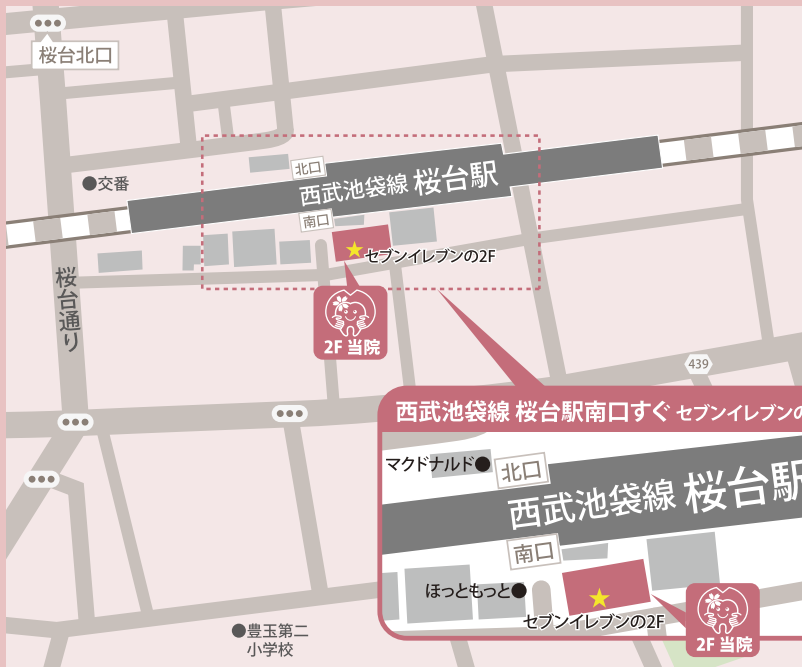 桜台北口
●交番
北口
西武池袋線 桜台駅
南口
セブンイレブンの2F
桜台通り
2F 当院
439
西武池袋線 桜台駅南口すぐ セブンイレブンの
マクドナルド●
北口
西武池袋線 桜台駅
南口
ほっともっと●
セブンイレブンの2F
2F 当院
●豊玉第二
小学校